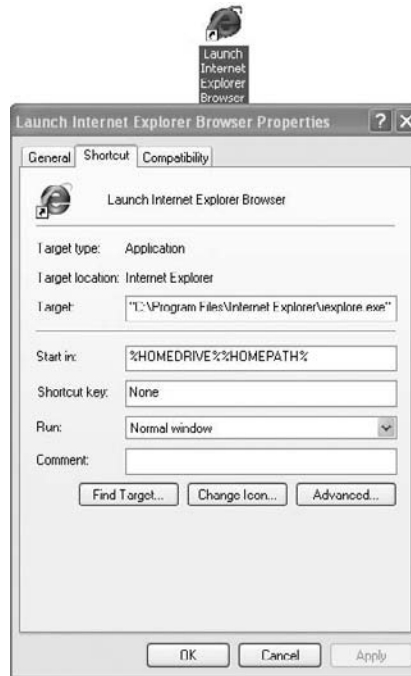 Launch
Internet
Explorer
Browser
Launch Internet Explorer Browser Properties
General Shortcut Compatibility
Launch Internet Explorer Browser
Target type: Application
Target location: Internet Explorer
Target: "C:\Program Files\Internet Explorer\iexplore.exe"
Start in: %HOMEDRIVE%%HOMEPATH%
Shortcut key: None
Run: Normal window
Comment:
Find Target... Change Icon... Advanced...
OK Cancel Apply